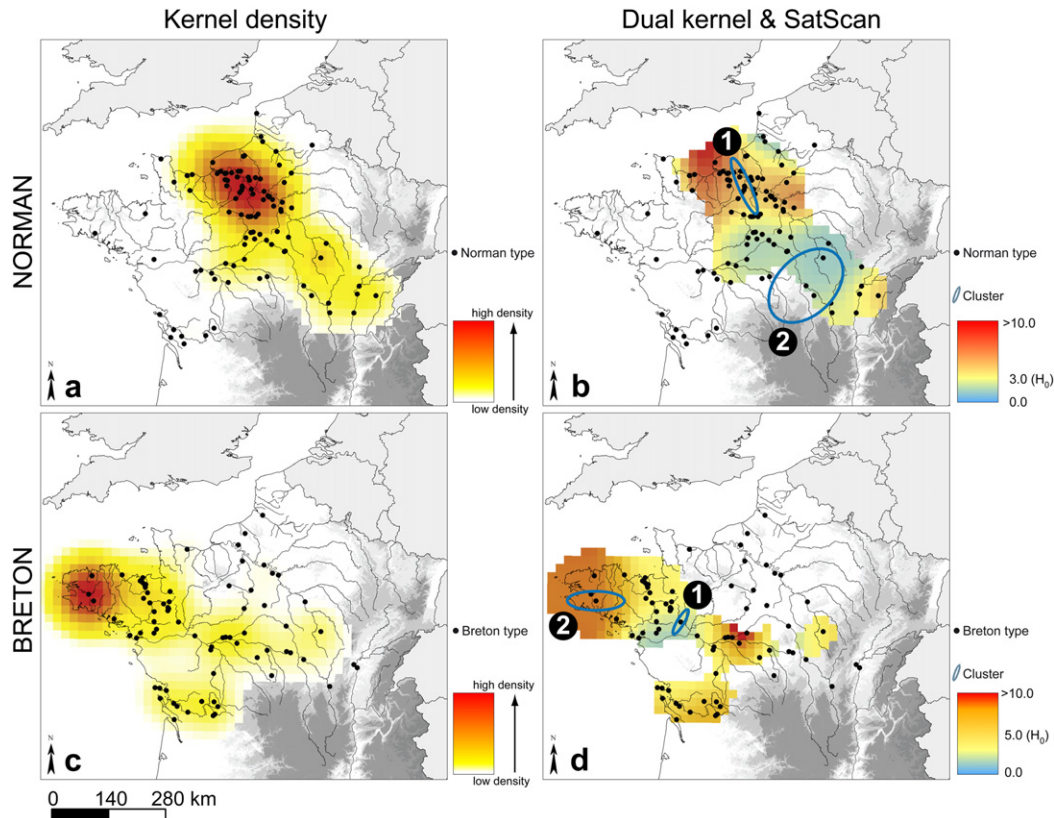 Kernel density
Dual kernel & SatScan
NORMAN
Norman type
high density
low density
N
a
1
2
Norman type
Cluster
>10.0
3.0 (H0)
0.0
N
b
BRETON
Breton type
high density
low density
N
c
1
2
Breton type
Cluster
>10.0
5.0 (H0)
0.0
N
d
0 140 280 km